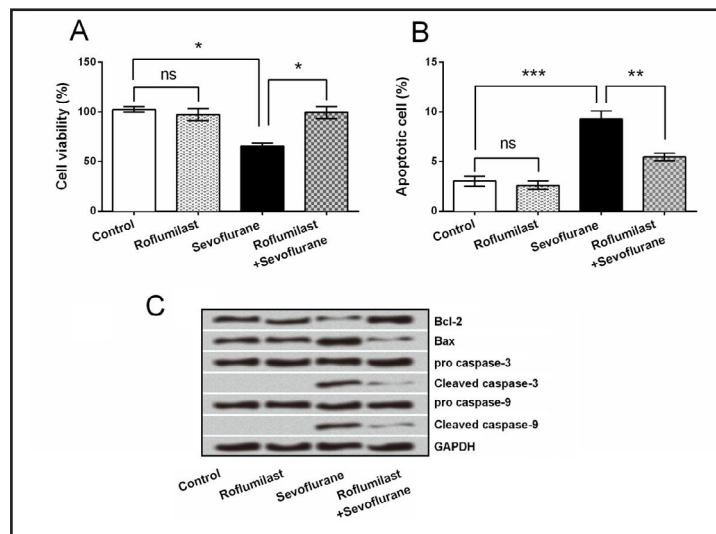 A
Cell viability (%)
150
100
50
0
*
*
ns
Control
Roflumilast
Sevoflurane
Roflumilast
+Sevoflurane
B
Apoptotic cell (%)
15
10
5
0
***
**
ns
Control
Roflumilast
Sevoflurane
Roflumilast
+Sevoflurane
C
Bcl-2
Bax
pro caspase-3
Cleaved caspase-3
pro caspase-9
Cleaved caspase-9
GAPDH
Control
Roflumilast
Sevoflurane
Roflumilast
+Sevoflurane